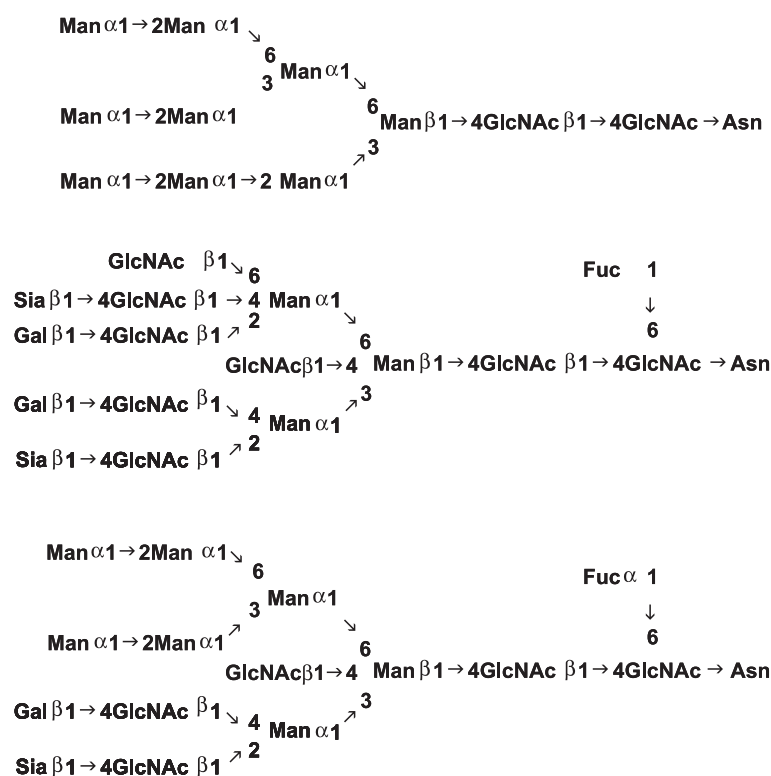 Man α1→2Man α1↘
6
3 Man α1↘
Man α1→2Man α1
6
Man β1→4GlcNAc β1→4GlcNAc →Asn
↗3
Man α1→2Man α1→2 Man α1
GlcNAc β1↘6
Fuc 1
Sia β1→4GlcNAc β1 →4 Man α1
↘
↓
Gal β1→4GlcNAc β1 ↗2
6
6
GlcNAcβ1→4 Man β1→4GlcNAc β1→4GlcNAc →Asn
↗3
Gal β1→4GlcNAc β1↘4
Man α1
Sia β1→4GlcNAc β1 ↗2
Man α1→2Man α1↘
6
Fuc α 1
3 Man α1
↘
↓
Man α1→2Man α1 ↗
6
6
GlcNAcβ1→4 Man β1→4GlcNAc β1→4GlcNAc → Asn
↗3
Gal β1→4GlcNAc β1↘4
Man α1
Sia β1→4GlcNAc β1 ↗2